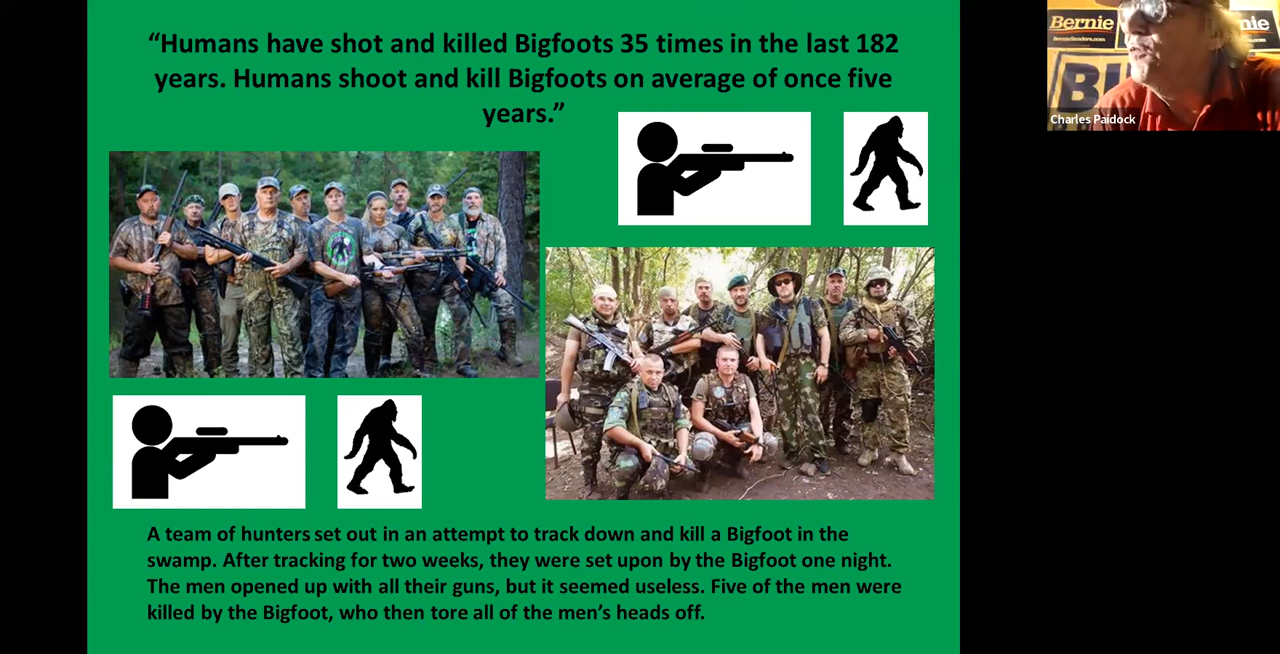 “Humans have shot and killed Bigfoots 35 times in the last 182
years. Humans shoot and kill Bigfoots on average of once five
years.”
Bernie
BernieSanders.com
nie
BE
Charles Paidock
A team of hunters set out in an attempt to track down and kill a Bigfoot in the
swamp. After tracking for two weeks, they were set upon by the Bigfoot one night.
The men opened up with all their guns, but it seemed useless. Five of the men were
killed by the Bigfoot, who then tore all of the men’s heads off.